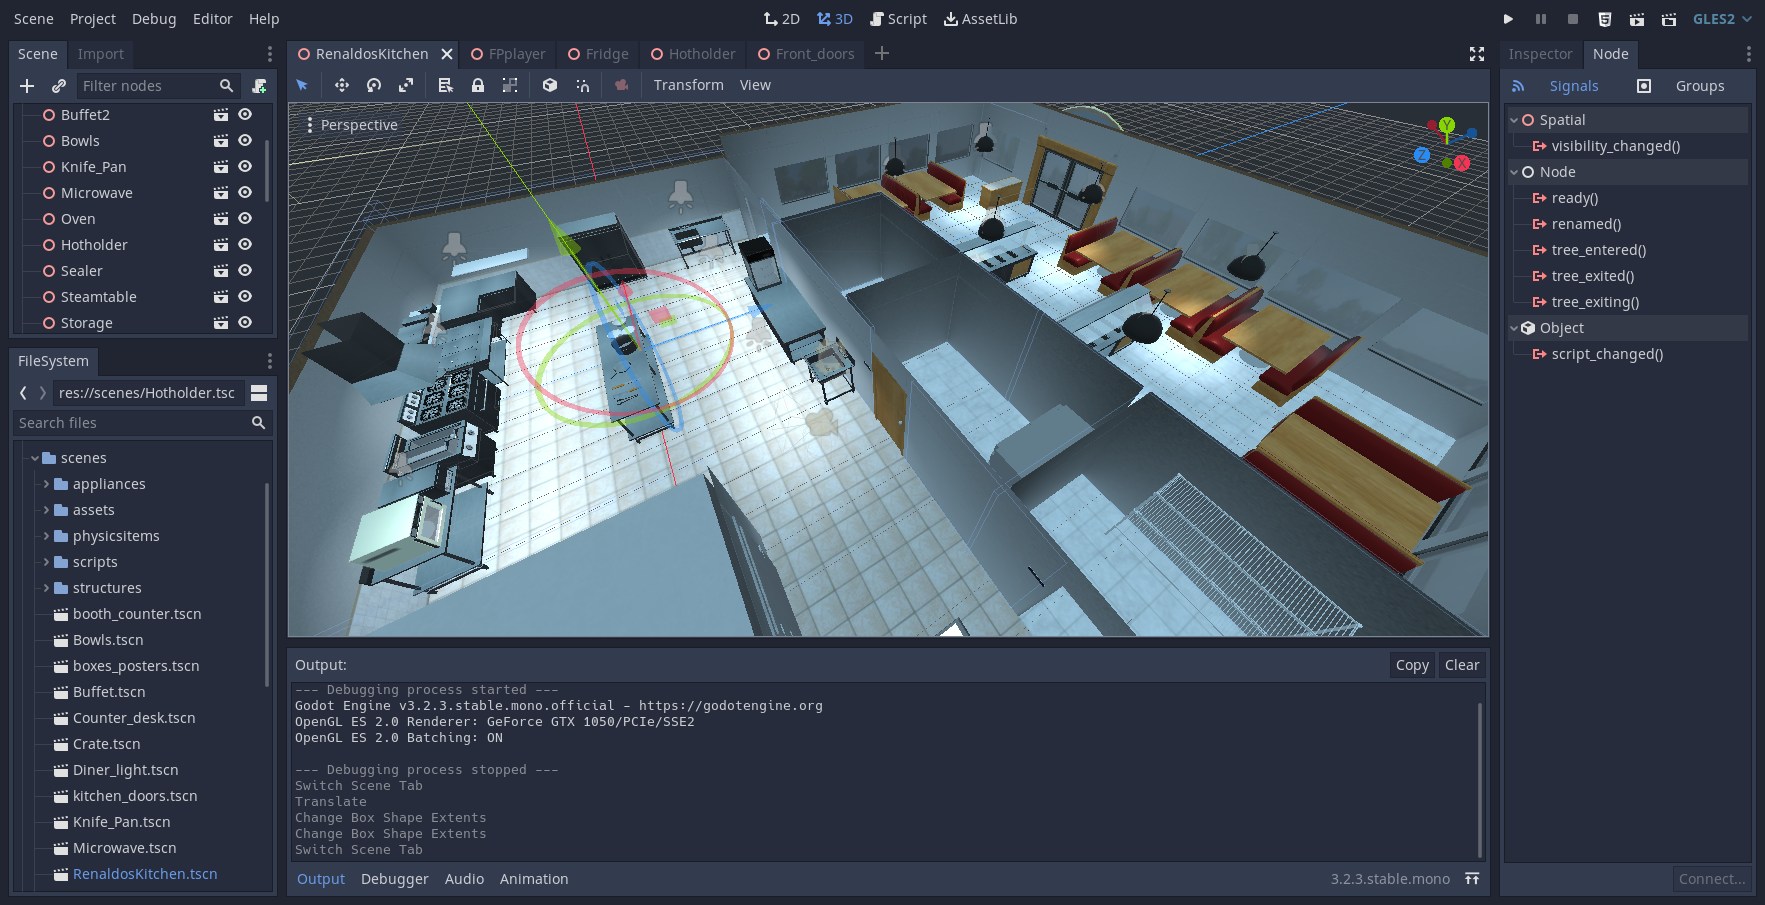 Scene Project Debug Editor Help
2D 3D Script AssetLib
GLES2
Scene Import
Filter nodes
Buffet2
Bowls
Knife_Pan
Microwave
Oven
Hotholder
Sealer
Steamtable
Storage
FileSystem
res://scenes/Hotholder.tsc
Search files
scenes
appliances
assets
physicsitems
scripts
structures
booth_counter.tscn
Bowls.tscn
boxes_posters.tscn
Buffet.tscn
Counter_desk.tscn
Crate.tscn
Diner_light.tscn
kitchen_doors.tscn
Knife_Pan.tscn
Microwave.tscn
RenaldosKitchen.tscn
RenaldosKitchen FPplayer Fridge Hotholder Front_doors
Transform View
Perspective
Y
Z
X
Output:
Copy Clear
--- Debugging process started ---
Godot Engine v3.2.3.stable.mono.official - https://godotengine.org
OpenGL ES 2.0 Renderer: GeForce GTX 1050/PCIe/SSE2
OpenGL ES 2.0 Batching: ON
--- Debugging process stopped ---
Switch Scene Tab
Translate
Change Box Shape Extents
Change Box Shape Extents
Switch Scene Tab
Output Debugger Audio Animation
3.2.3.stable.mono
Inspector Node
Signals Groups
Spatial
visibility_changed()
Node
ready()
renamed()
tree_entered()
tree_exited()
tree_exiting()
Object
script_changed()
Connect...